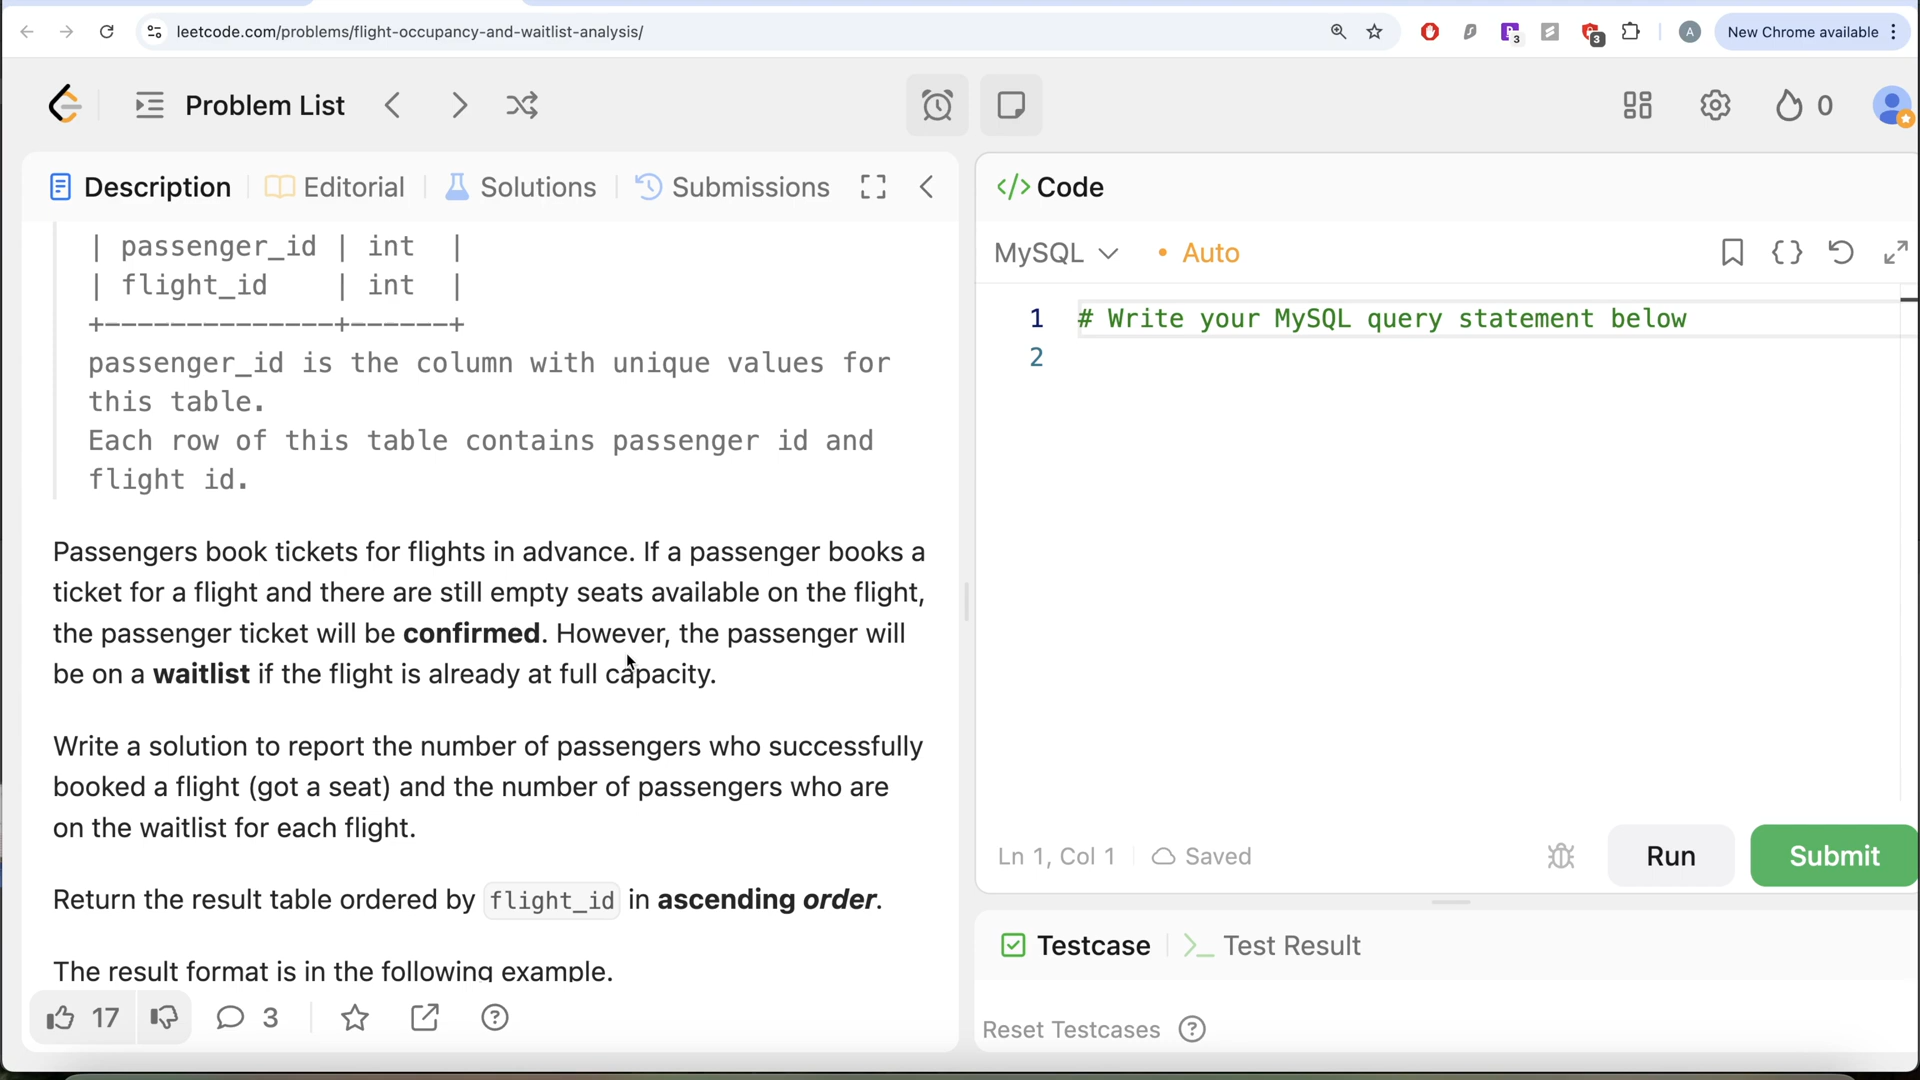 leetcode.com/problems/flight-occupancy-and-waitlist-analysis/
3
3
A
New Chrome available
Problem List
0
Description
Editorial
Solutions
Submissions
| passenger_id | int |
| flight_id | int |
+--------------+------+
passenger_id is the column with unique values for
this table.
Each row of this table contains passenger id and
flight id.
Passengers book tickets for flights in advance. If a passenger books a
ticket for a flight and there are still empty seats available on the flight,
the passenger ticket will be confirmed. However, the passenger will
be on a waitlist if the flight is already at full capacity.
Write a solution to report the number of passengers who successfully
booked a flight (got a seat) and the number of passengers who are
on the waitlist for each flight.
Return the result table ordered by flight_id in ascending order.
The result format is in the following example.
17
3
</> Code
MySQL
• Auto
{}
1 # Write your MySQL query statement below
2
Ln 1, Col 1
Saved
Run
Submit
Testcase
>_ Test Result
Reset Testcases ?